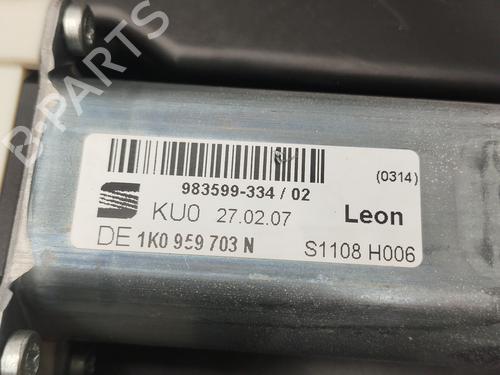 B-PARTS
983599-334 / 02
(0314)
KU0 27.02.07 Leon
DE 1K0 959 703 N S1108 H006